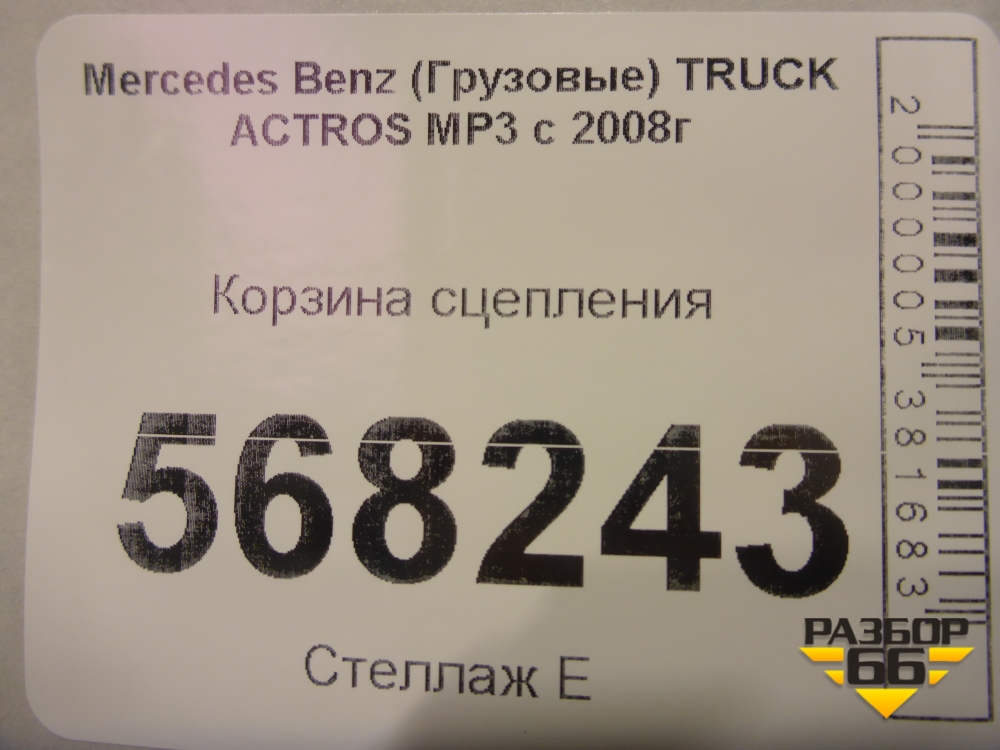 Mercedes Benz (Грузовые) TRUCK
ACTROS MP3 с 2008г
Корзина сцепления
568243
Стеллаж Е
2000005381683
РАЗБОР
66